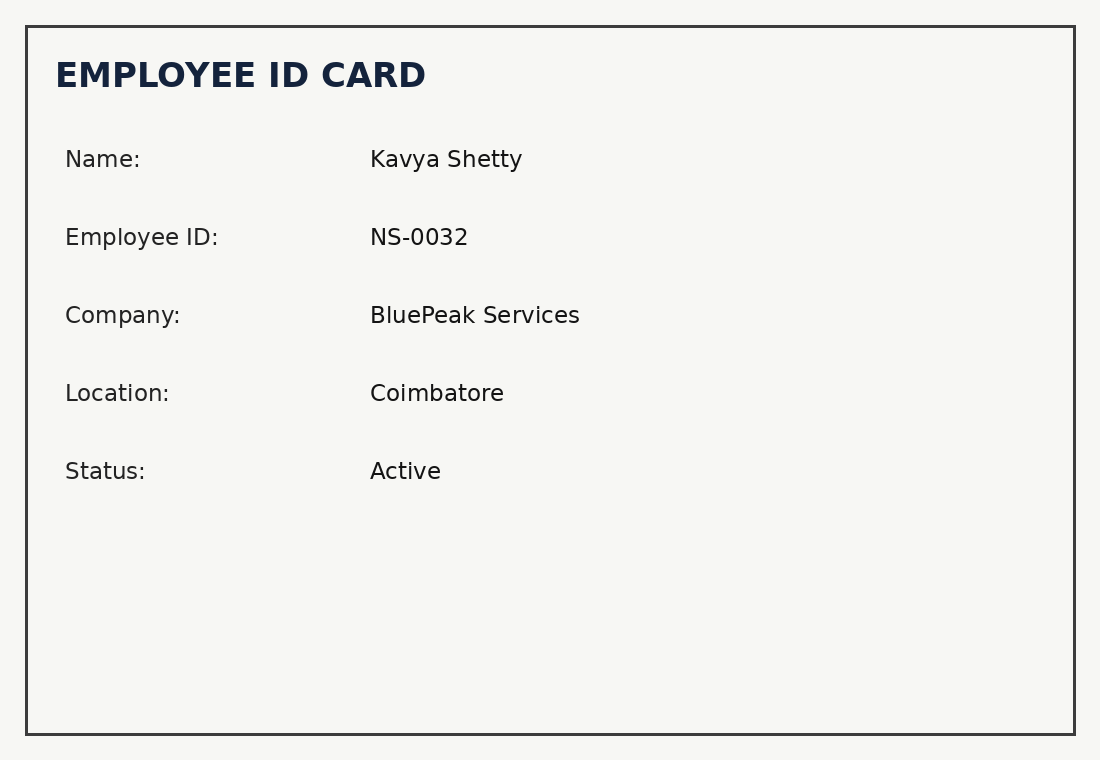 EMPLOYEE ID CARD
Name: Kavya Shetty
Employee ID: NS-0032
Company: BluePeak Services
Location: Coimbatore
Status: Active